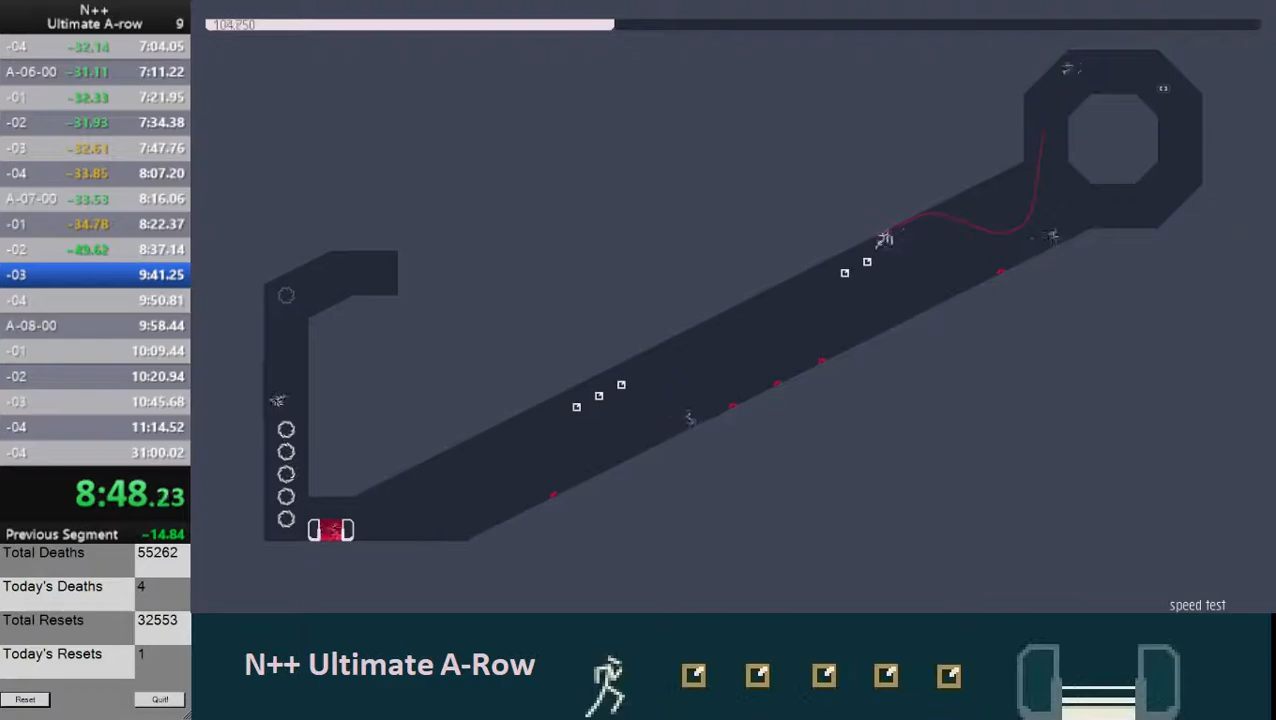 N++
Ultimate A-row 9
-04 -32.14 7:04.05
A-06-00 -31.11 7:11.22
-01 -32.33 7:21.95
-02 -31.93 7:34.38
-03 -32.61 7:47.76
-04 -33.85 8:07.20
A-07-00 -33.53 8:16.06
-01 -34.78 8:22.37
-02 -49.62 8:37.14
-03 9:41.25
-04 9:50.81
A-08-00 9:58.44
-01 10:09.44
-02 10:20.94
-03 10:45.68
-04 11:14.52
-04 31:00.02
8:48.23
Previous Segment -14.84
Total Deaths 55262
Today's Deaths 4
Total Resets 32553
Today's Resets 1
Reset Quit!
speed test
N++ Ultimate A-Row